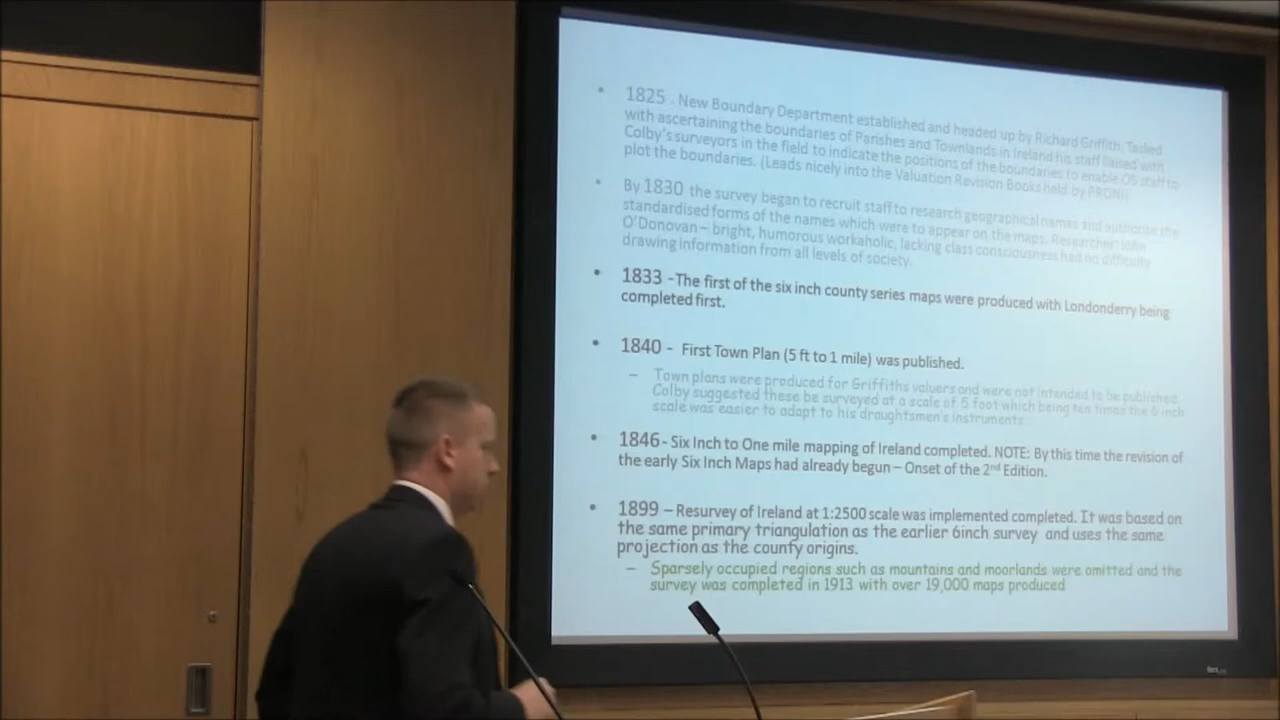 • 1825 - New Boundary Department established and headed up by Richard Griffith. Tasked
with ascertaining the boundaries of Parishes and Townlands in Ireland his staff liaised with
Colby's surveyors in the field to indicate the positions of the boundaries to enable OS staff to
plot the boundaries. (Leads nicely into the Valuation Revision Books held by PRONI)
• By 1830 the survey began to recruit staff to research geographical names and authorise the
standardised forms of the names which were to appear on the maps. Researcher John
O'Donovan – bright, humorous workaholic, lacking class consciousness had no difficulty
drawing information from all levels of society.
• 1833 - The first of the six inch county series maps were produced with Londonderry being
completed first.
• 1840 - First Town Plan (5 ft to 1 mile) was published.
– Town plans were produced for Griffiths valuers and were not intended to be published.
Colby suggested these be surveyed at a scale of 5 foot which being ten times the 6 inch
scale was easier to adapt to his draughtsmen's instruments
• 1846 - Six Inch to One mile mapping of Ireland completed. NOTE: By this time the revision of
the early Six Inch Maps had already begun – Onset of the 2nd Edition.
• 1899 – Resurvey of Ireland at 1:2500 scale was implemented completed. It was based on
the same primary triangulation as the earlier 6inch survey and uses the same
projection as the county origins.
– Sparsely occupied regions such as mountains and moorlands were omitted and the
survey was completed in 1913 with over 19,000 maps produced